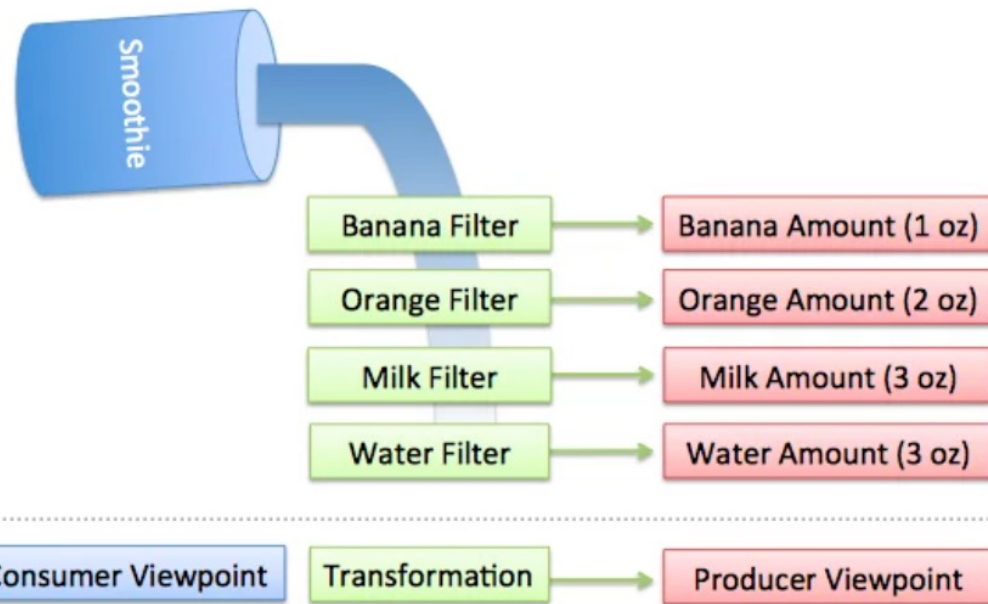 Smoothie
Banana Filter
Banana Amount (1 oz)
Orange Filter
Orange Amount (2 oz)
Milk Filter
Milk Amount (3 oz)
Water Filter
Water Amount (3 oz)
Consumer Viewpoint
Transformation
Producer Viewpoint